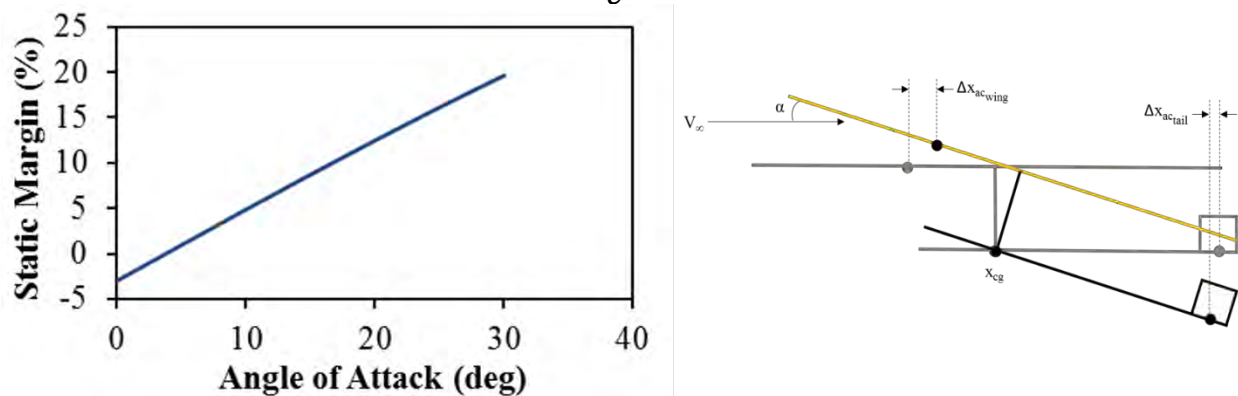 g
25
20
15
10
5
0
-5
Static Margin (%)
0 10 20 30 40
Angle of Attack (deg)
Δx_ac_wing
Δx_ac_tail
α
V∞
x_cg